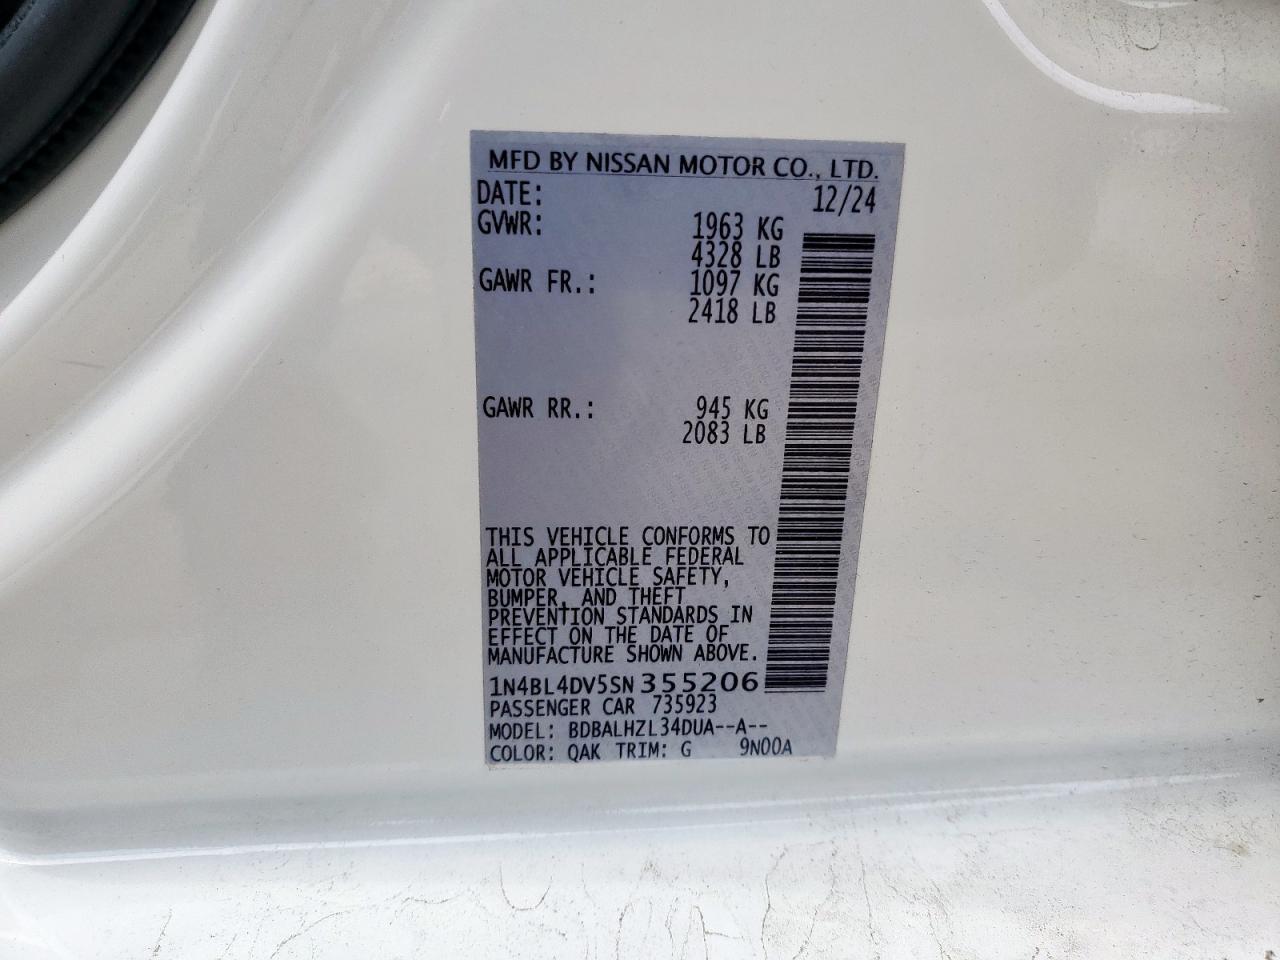 MFD BY NISSAN MOTOR CO., LTD.
DATE: 12/24
GVWR: 1963 KG
4328 LB
GAWR FR.: 1097 KG
2418 LB
GAWR RR.: 945 KG
2083 LB
THIS VEHICLE CONFORMS TO
ALL APPLICABLE FEDERAL
MOTOR VEHICLE SAFETY,
BUMPER, AND THEFT
PREVENTION STANDARDS IN
EFFECT ON THE DATE OF
MANUFACTURE SHOWN ABOVE.
1N4BL4DV5SN355206
PASSENGER CAR 735923
MODEL: BDBALHZL34DUA--A--
COLOR: QAK TRIM: G 9N00A